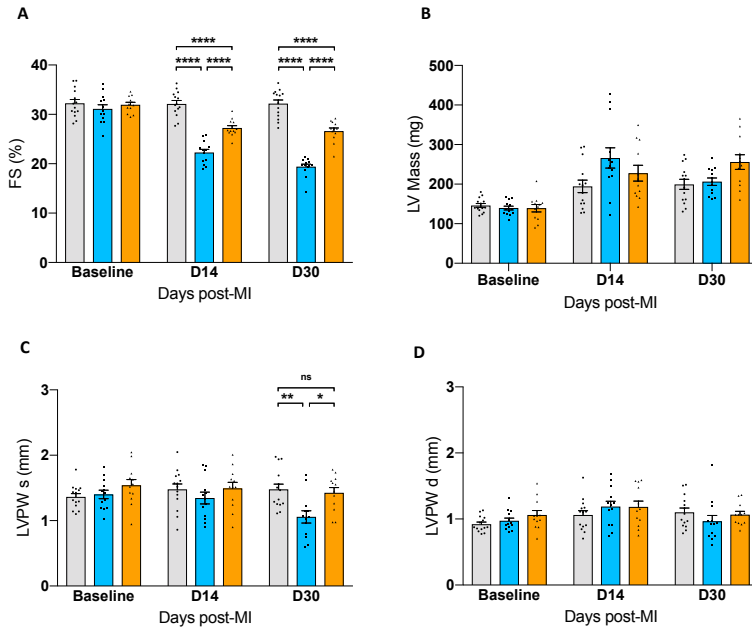 A
****
****
**** ****
****
**** ****
FS (%)
40
30
20
10
0
Baseline D14 D30
Days post-MI
B
LV Mass (mg)
500
400
300
200
100
0
Baseline D14 D30
Days post-MI
C
ns
** *
LVPW s (mm)
3
2
1
0
Baseline D14 D30
Days post-MI
D
LVPW d (mm)
3
2
1
0
Baseline D14 D30
Days post-MI